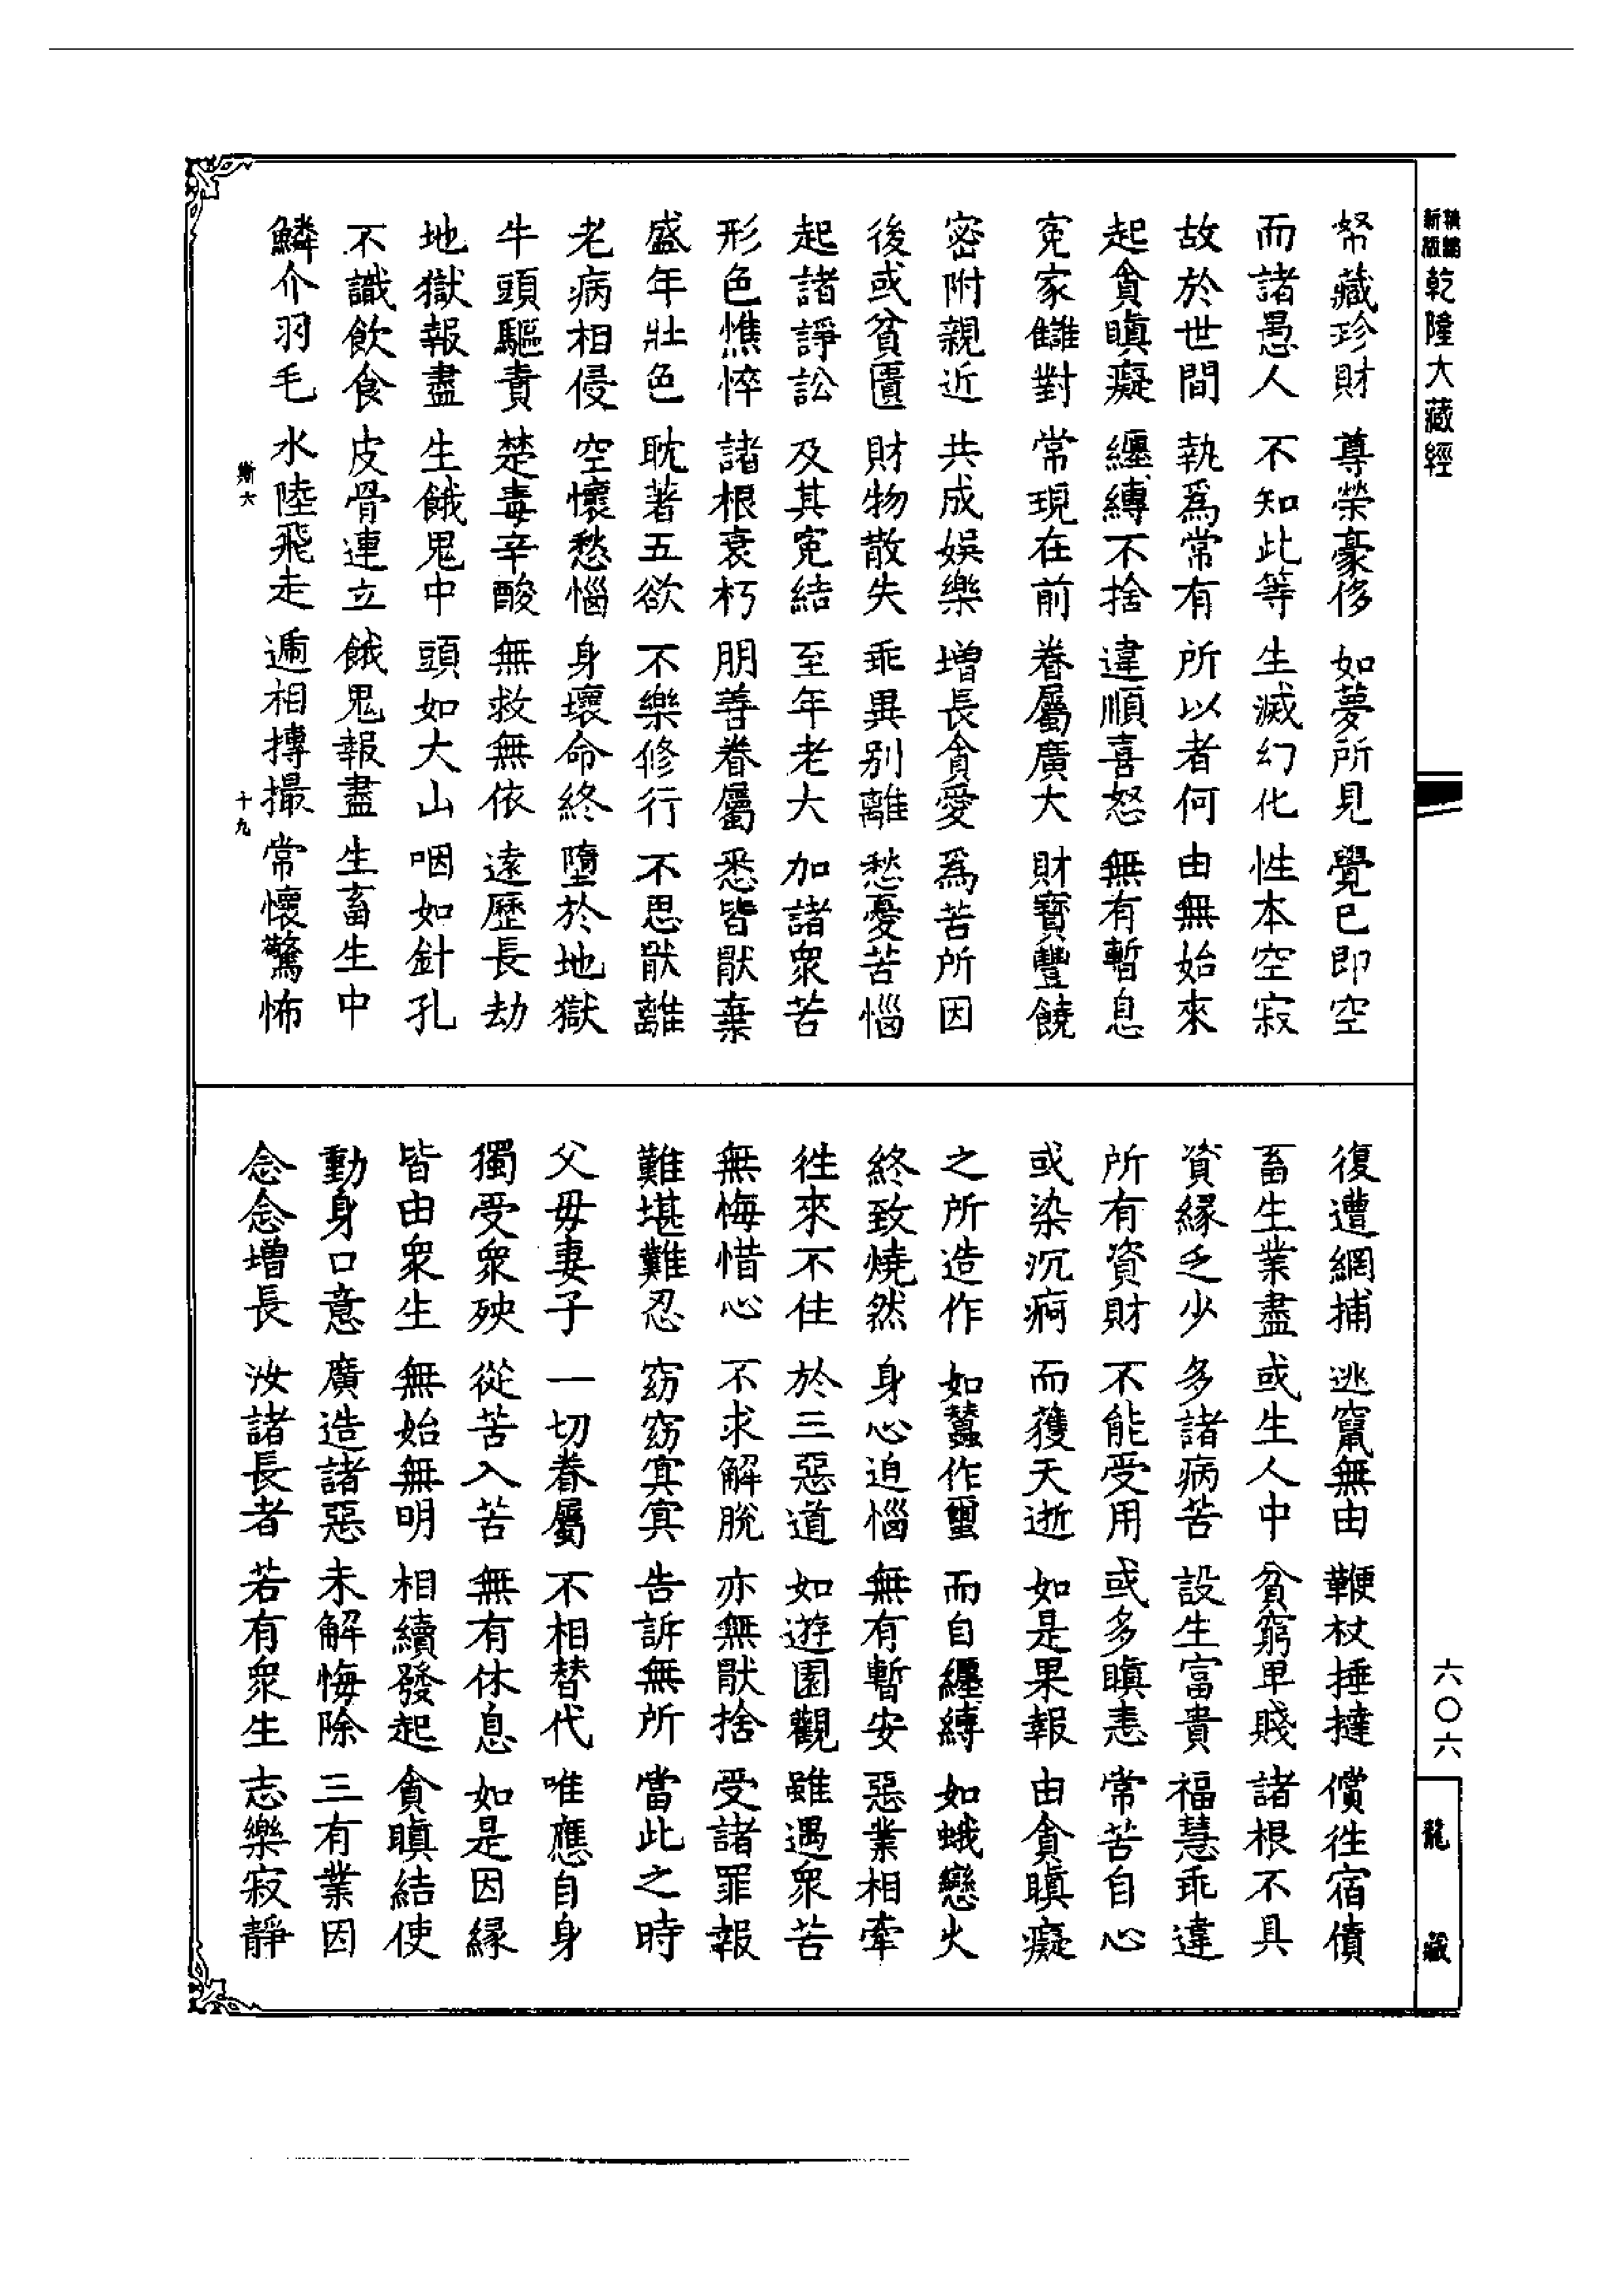 精編新版乾隆大藏經
帑藏珍財 尊榮豪侈 如夢所見 覺已即空
而諸愚人 不知此等 生滅幻化 性本空寂
故於世間 執為常有 所以者何 由無始來
起貪瞋癡 纏縛不捨 違順喜怒 無有暫息
冤家讎對 常現在前 眷屬廣大 財寶豐饒
密附親近 共成娛樂 增長貪愛 為苦所因
後或貧匱 財物散失 乖異別離 愁憂苦惱
起諸諍訟 及其冤結 至年老大 加諸衆苦
形色憔悴 諸根衰朽 朋善眷屬 悉皆猒棄
盛年壯色 耽著五欲 不樂修行 不思猒離
老病相侵 空懷愁惱 身壞命終 墮於地獄
牛頭驅責 楚毒辛酸 無救無依 遠歷長劫
地獄報盡 生餓鬼中 頭如大山 咽如針孔
不識飲食 皮骨連立 餓鬼報盡 生畜生中
鱗介羽毛 水陸飛走 遞相搏撮 常懷驚怖
斯六 十九
復遭網捕 逃竄無由 鞭杖捶撻 償徃宿債
畜生業盡 或生人中 貧窮卑賤 諸根不具
資緣乏少 多諸病苦 設生富貴 福慧乖違
所有資財 不能受用 或多瞋恚 常苦自心
或染沉痾 而獲夭逝 如是果報 由貪瞋癡
之所造作 如蠶作蠒 而自纏縛 如蛾戀火
終致燒然 身心迫惱 無有暫安 惡業相牽
徃來不住 於三惡道 如遊園觀 雖遇衆苦
無悔惜心 不求解脫 亦無猒捨 受諸罪報
難堪難忍 窈窈冥冥 告訴無所 當此之時
父母妻子 一切眷屬 不相替代 唯應自身
獨受衆殃 從苦入苦 無有休息 如是因緣
皆由衆生 無始無明 相續發起 貪瞋結使
動身口意 廣造諸惡 未解悔除 三有業因
念念增長 汝諸長者 若有衆生 志樂寂靜
六〇六
龍藏